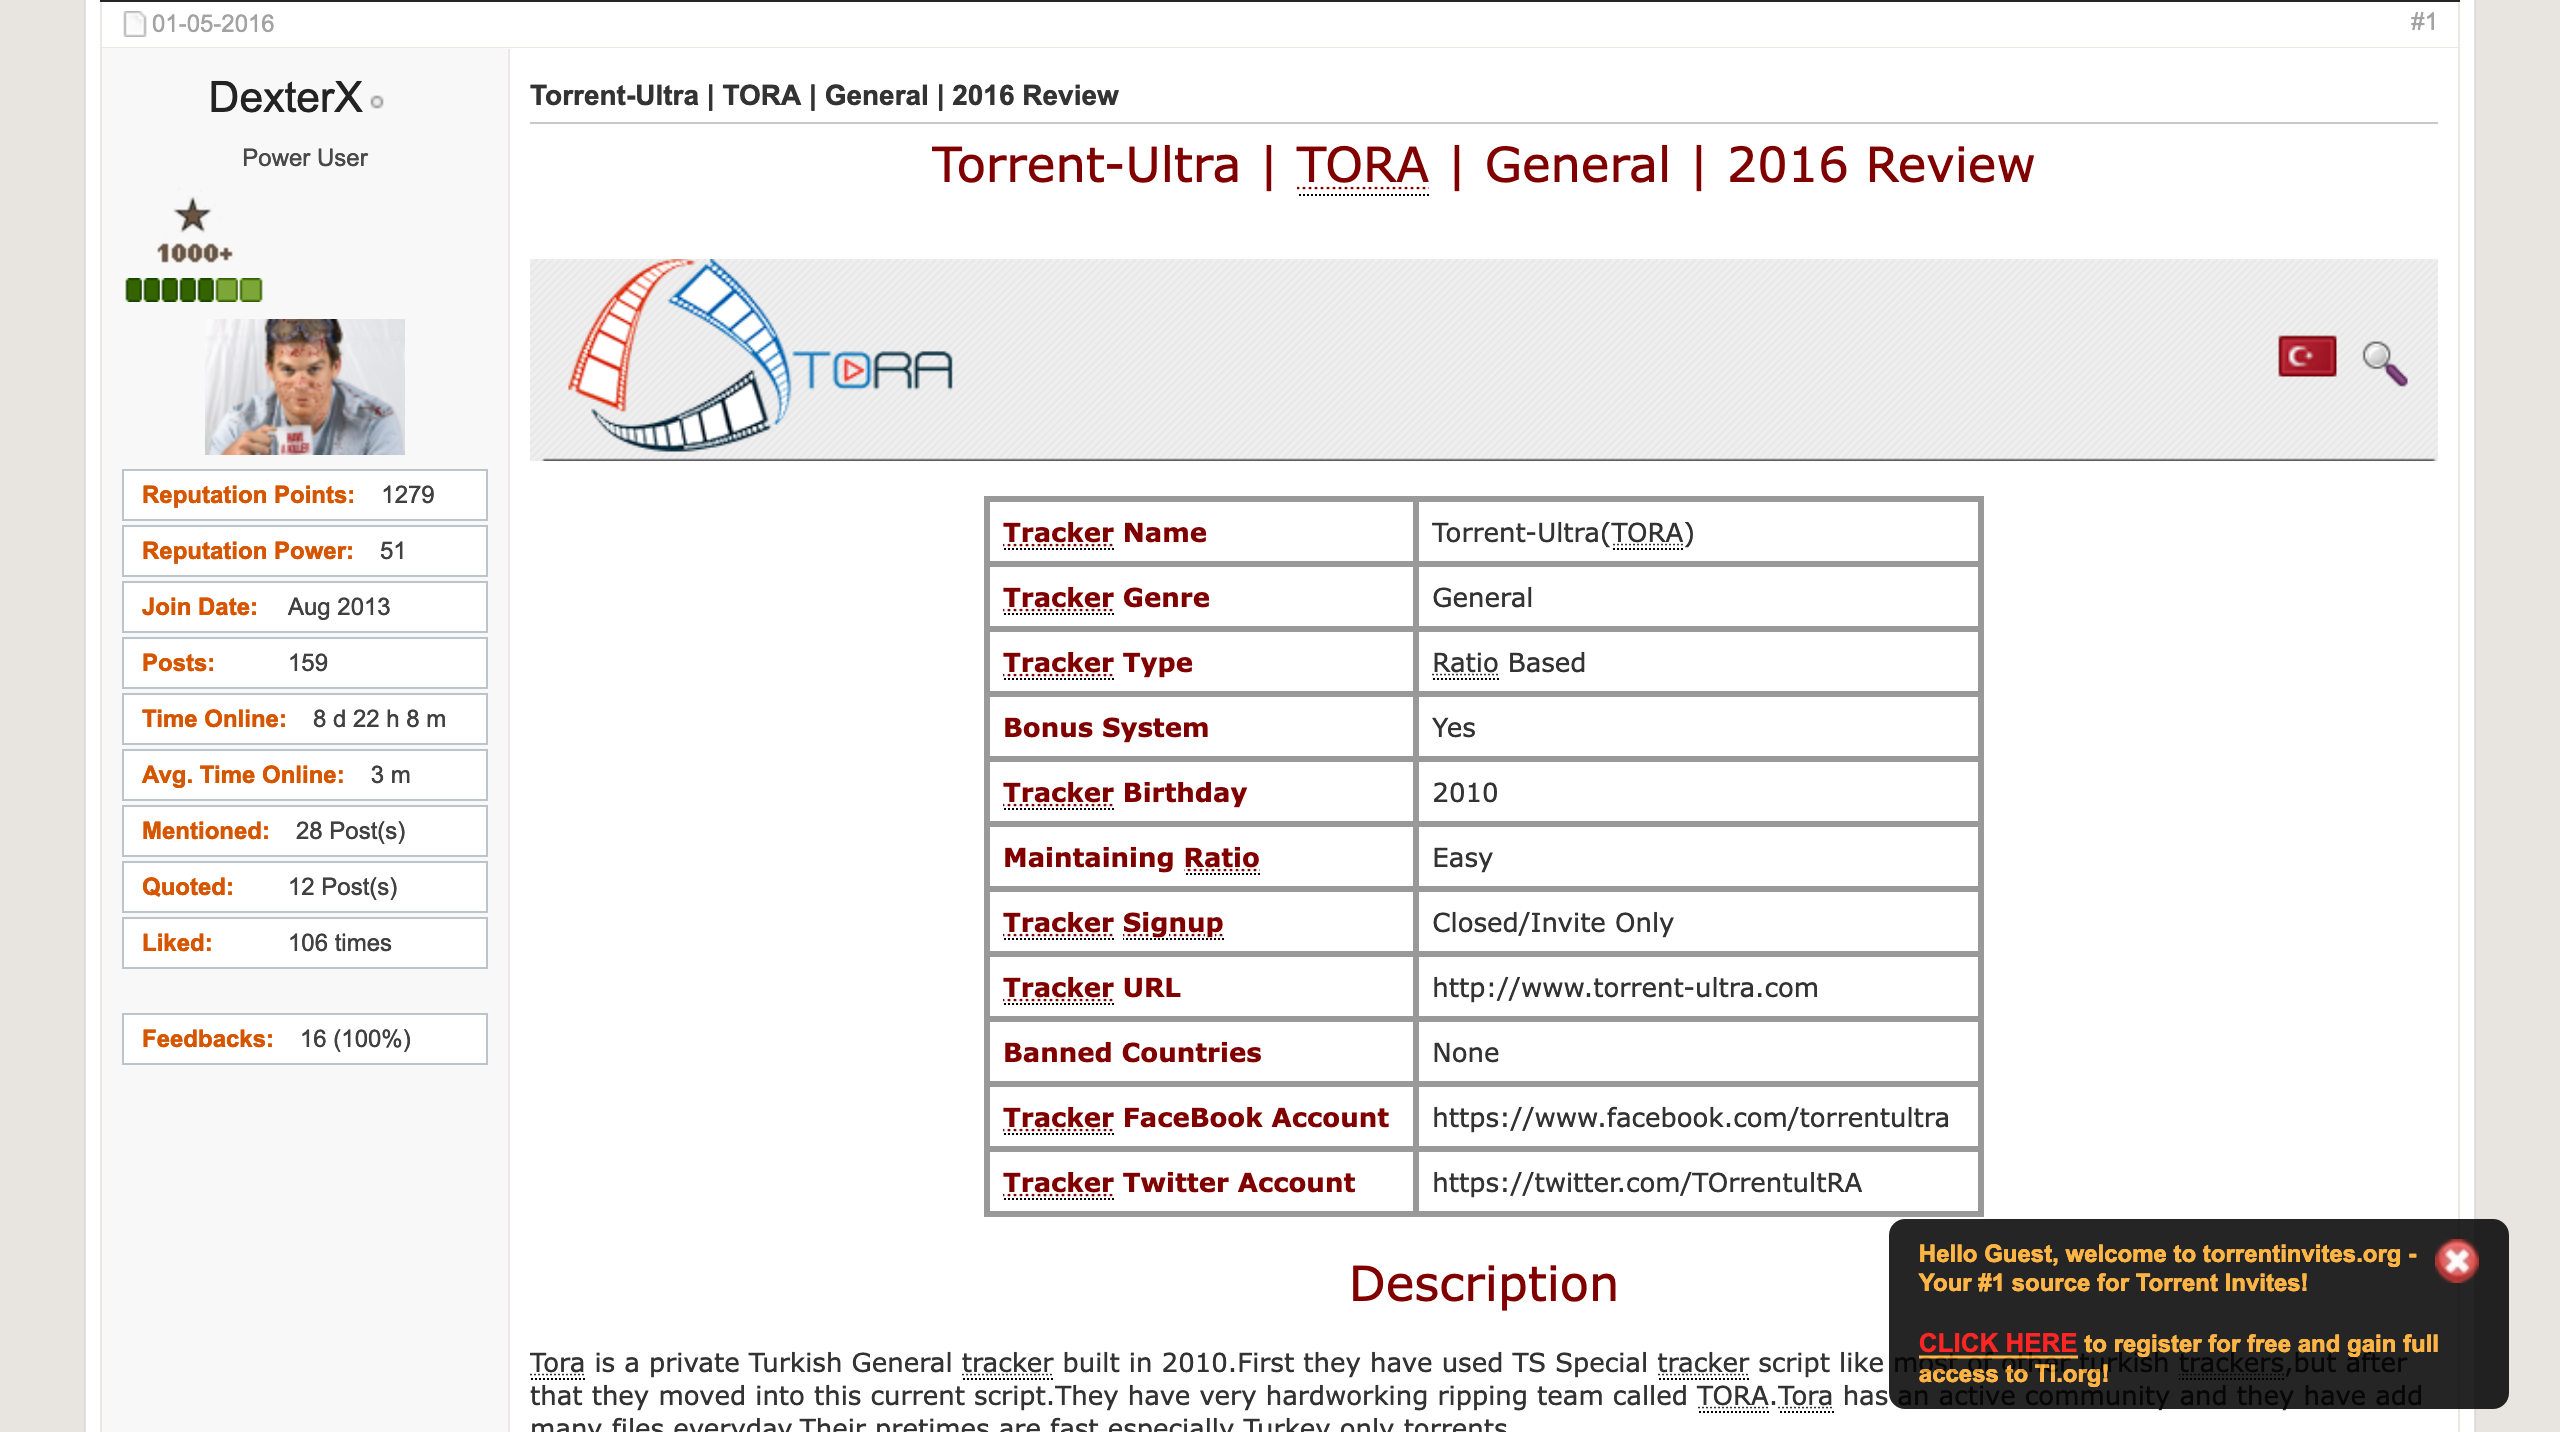 01-05-2016 #1
DexterX
Power User
1000+
Reputation Points: 1279
Reputation Power: 51
Join Date: Aug 2013
Posts: 159
Time Online: 8 d 22 h 8 m
Avg. Time Online: 3 m
Mentioned: 28 Post(s)
Quoted: 12 Post(s)
Liked: 106 times
Feedbacks: 16 (100%)
Torrent-Ultra | TORA | General | 2016 Review
Torrent-Ultra | TORA | General | 2016 Review
TORA
Tracker Name Torrent-Ultra(TORA)
Tracker Genre General
Tracker Type Ratio Based
Bonus System Yes
Tracker Birthday 2010
Maintaining Ratio Easy
Tracker Signup Closed/Invite Only
Tracker URL http://www.torrent-ultra.com
Banned Countries None
Tracker FaceBook Account https://www.facebook.com/torrentultra
Tracker Twitter Account https://twitter.com/TOrrentultRA
Description
Tora is a private Turkish General tracker built in 2010.First they have used TS Special tracker script like most of other turkish trackers,but after
that they moved into this current script.They have very hardworking ripping team called TORA.Tora has an active community and they have add
many files everyday.Their pretimes are fast especially Turkey only torrents.
Hello Guest, welcome to torrentinvites.org -
Your #1 source for Torrent Invites!
CLICK HERE to register for free and gain full
access to TI.org!